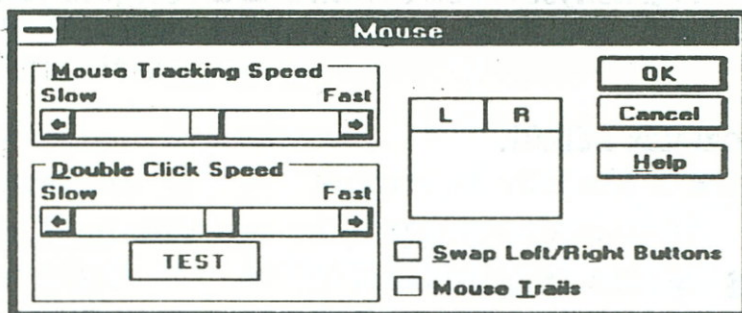 Mouse
Mouse Tracking Speed
Slow Fast
Double Click Speed
Slow Fast
TEST
L R
Swap Left/Right Buttons
Mouse Trails
OK
Cancel
Help